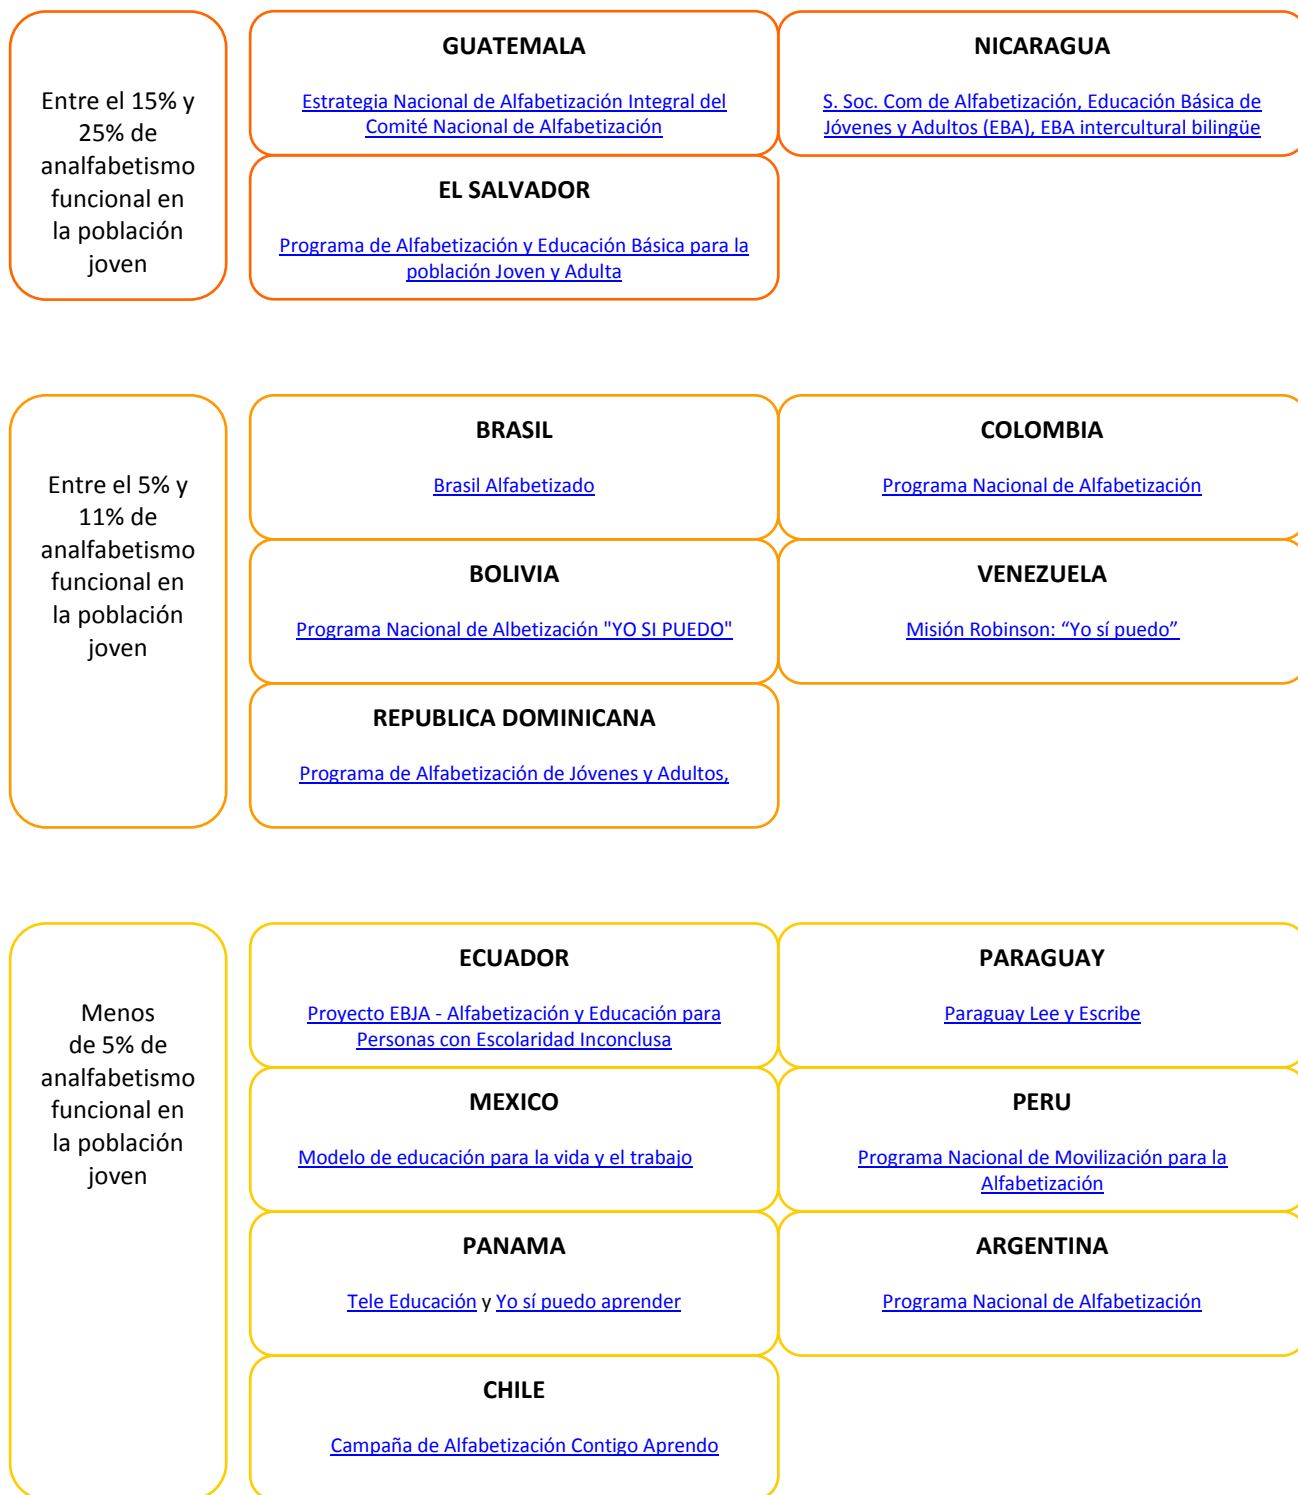 Entre el 15% y
25% de
analfabetismo
funcional en
la población
joven
GUATEMALA
Estrategia Nacional de Alfabetización Integral del
Comité Nacional de Alfabetización
NICARAGUA
S. Soc. Com de Alfabetización, Educación Básica de
Jóvenes y Adultos (EBA), EBA intercultural bilingüe
EL SALVADOR
Programa de Alfabetización y Educación Básica para la
población Joven y Adulta
Entre el 5% y
11% de
analfabetismo
funcional en
la población
joven
BRASIL
Brasil Alfabetizado
COLOMBIA
Programa Nacional de Alfabetización
BOLIVIA
Programa Nacional de Albetización "YO SI PUEDO"
VENEZUELA
Misión Robinson: “Yo sí puedo”
REPUBLICA DOMINICANA
Programa de Alfabetización de Jóvenes y Adultos,
Menos
de 5% de
analfabetismo
funcional en
la población
joven
ECUADOR
Proyecto EBJA - Alfabetización y Educación para
Personas con Escolaridad Inconclusa
PARAGUAY
Paraguay Lee y Escribe
MEXICO
Modelo de educación para la vida y el trabajo
PERU
Programa Nacional de Movilización para la
Alfabetización
PANAMA
Tele Educación y Yo sí puedo aprender
ARGENTINA
Programa Nacional de Alfabetización
CHILE
Campaña de Alfabetización Contigo Aprendo